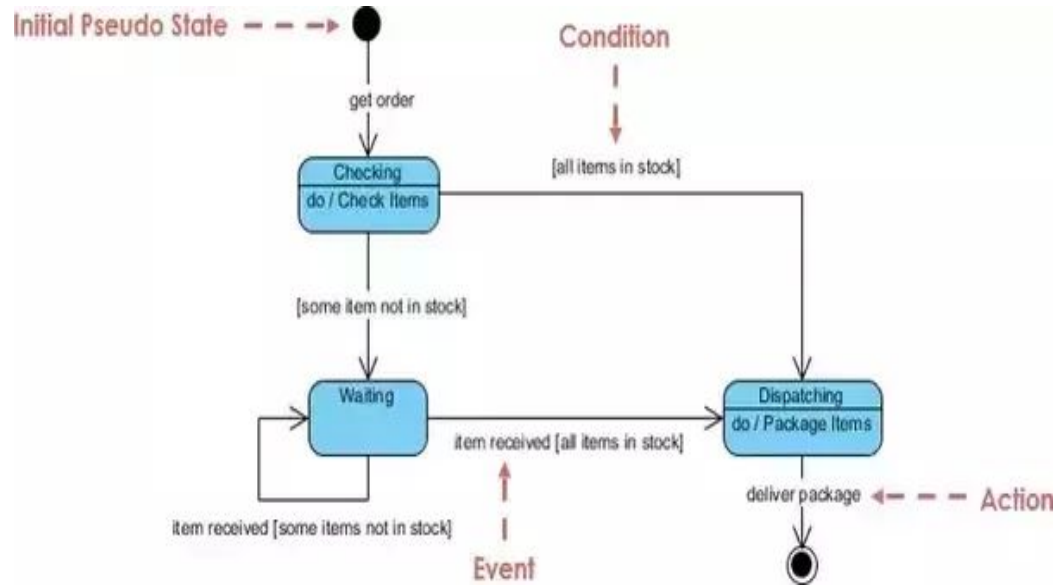 Initial Pseudo State
Condition
get order
[all items in stock]
Checking
do / Check Items
[some item not in stock]
Waiting
Dispatching
do / Package Items
item received [all items in stock]
deliver package
Action
item received [some items not in stock]
Event